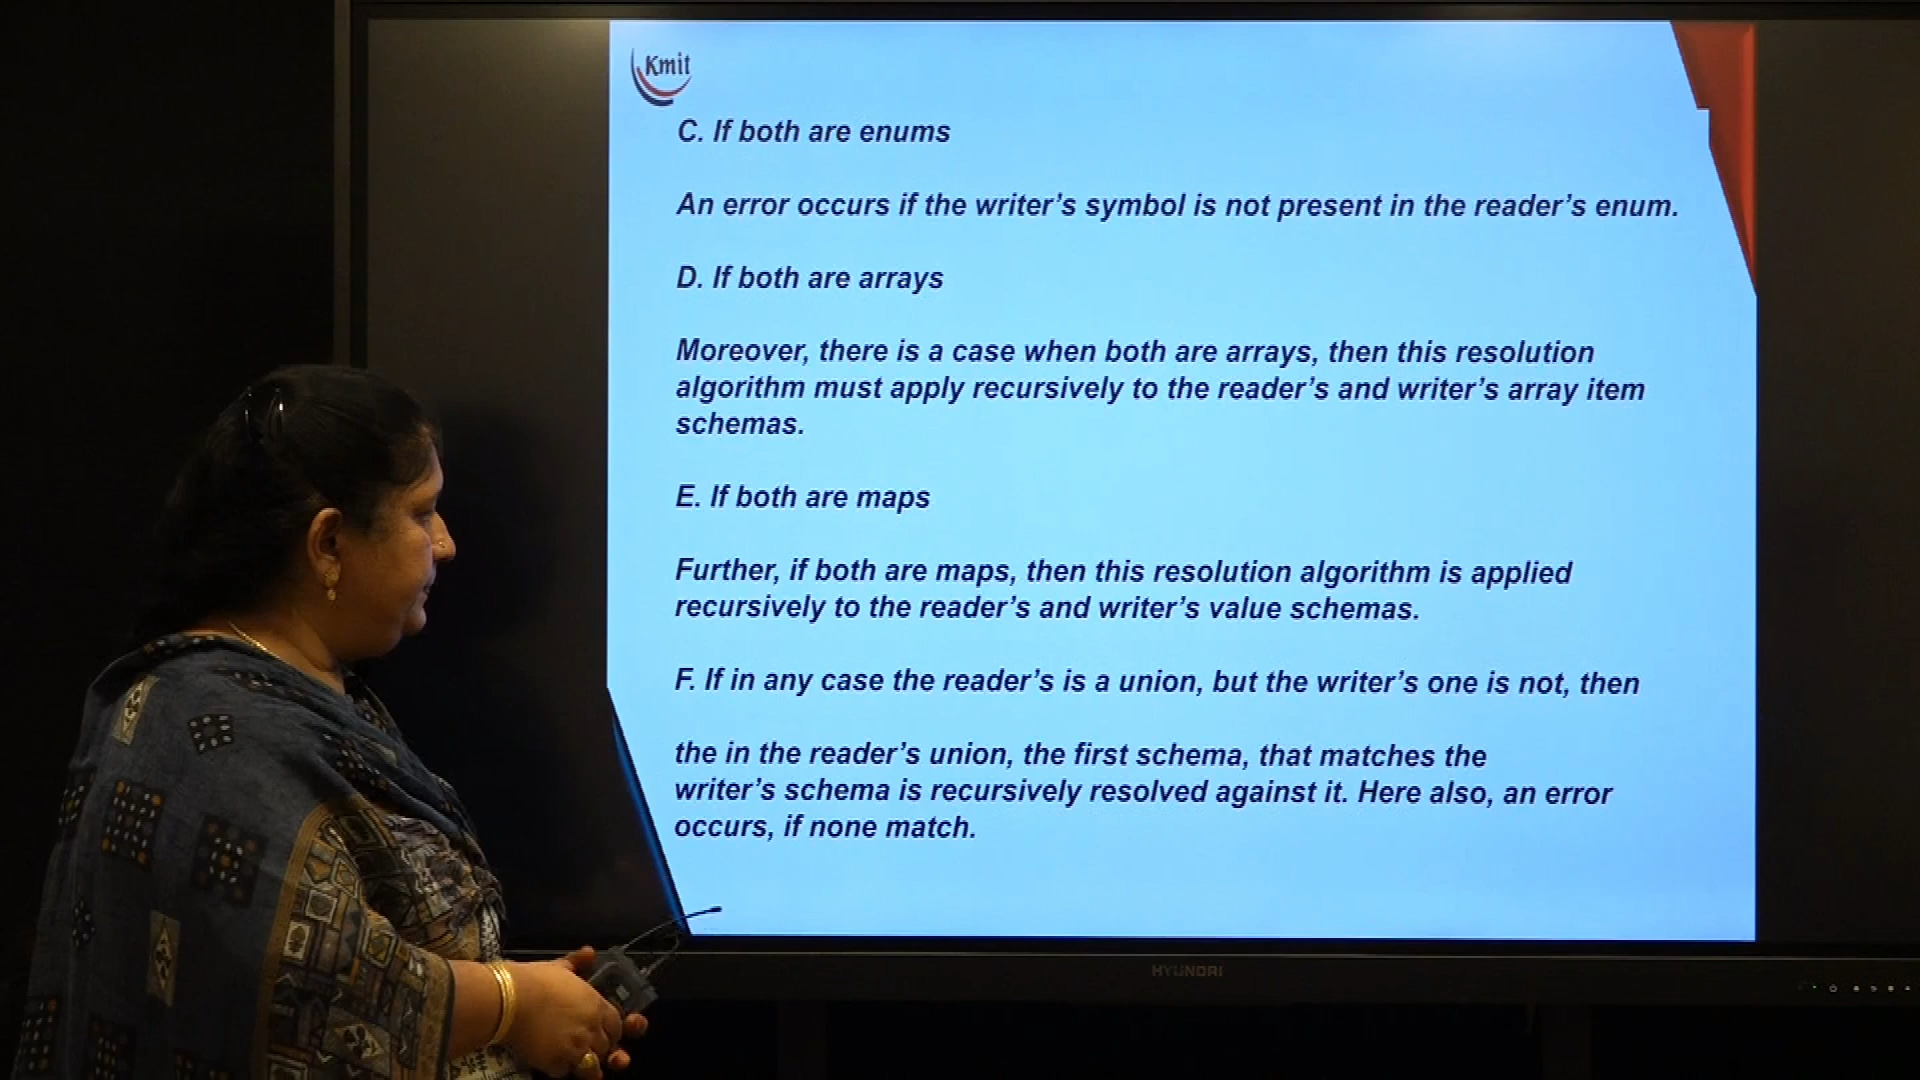 Kmit
C. If both are enums
An error occurs if the writer’s symbol is not present in the reader’s enum.
D. If both are arrays
Moreover, there is a case when both are arrays, then this resolution
algorithm must apply recursively to the reader’s and writer’s array item
schemas.
E. If both are maps
Further, if both are maps, then this resolution algorithm is applied
recursively to the reader’s and writer’s value schemas.
F. If in any case the reader’s is a union, but the writer’s one is not, then
the in the reader’s union, the first schema, that matches the
writer’s schema is recursively resolved against it. Here also, an error
occurs, if none match.
HYUNDAI